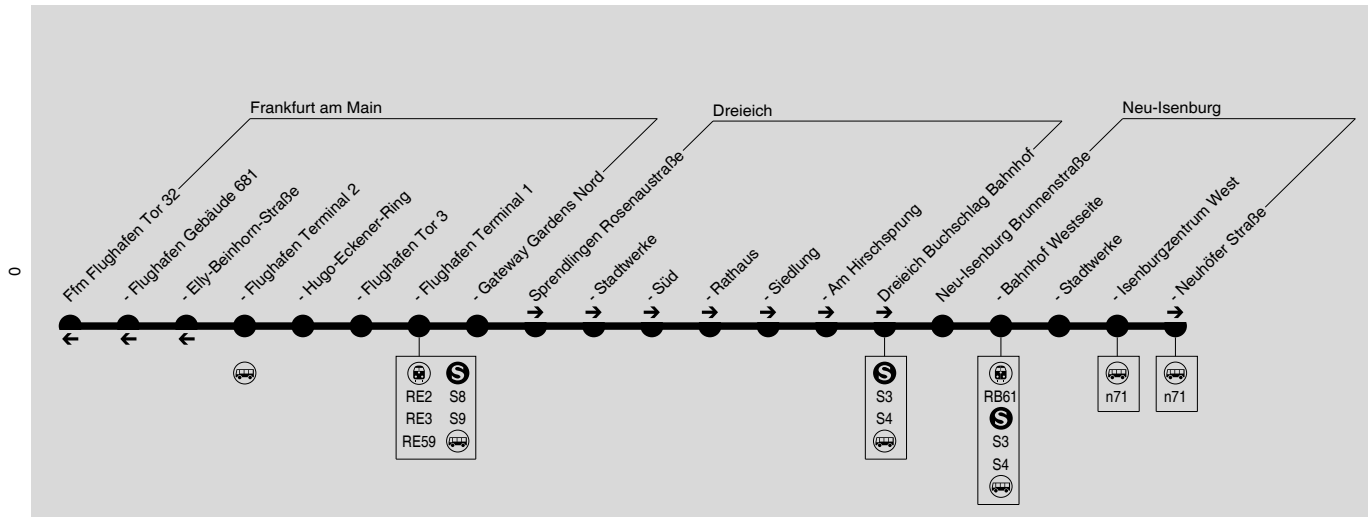 Frankfurt am Main
Dreieich
Neu-Isenburg
Ffm Flughafen Tor 32
- Flughafen Gebäude 681
- Elly-Beinhorn-Straße
- Flughafen Terminal 2
- Hugo-Eckener-Ring
- Flughafen Tor 3
- Flughafen Terminal 1
- Gateway Gardens Nord
Sprendlingen Rosenaustraße
- Stadtwerke
- Süd
- Rathaus
- Siedlung
- Am Hirschsprung
Dreieich Buchschlag Bahnhof
Neu-Isenburg Brunnenstraße
- Bahnhof Westseite
- Stadtwerke
- Isenburgzentrum West
- Neuhöfer Straße
0
S
RE2 S8
RE3 S9
RE59
S
S3
S4
RB61
S
S3
S4
n71
n71